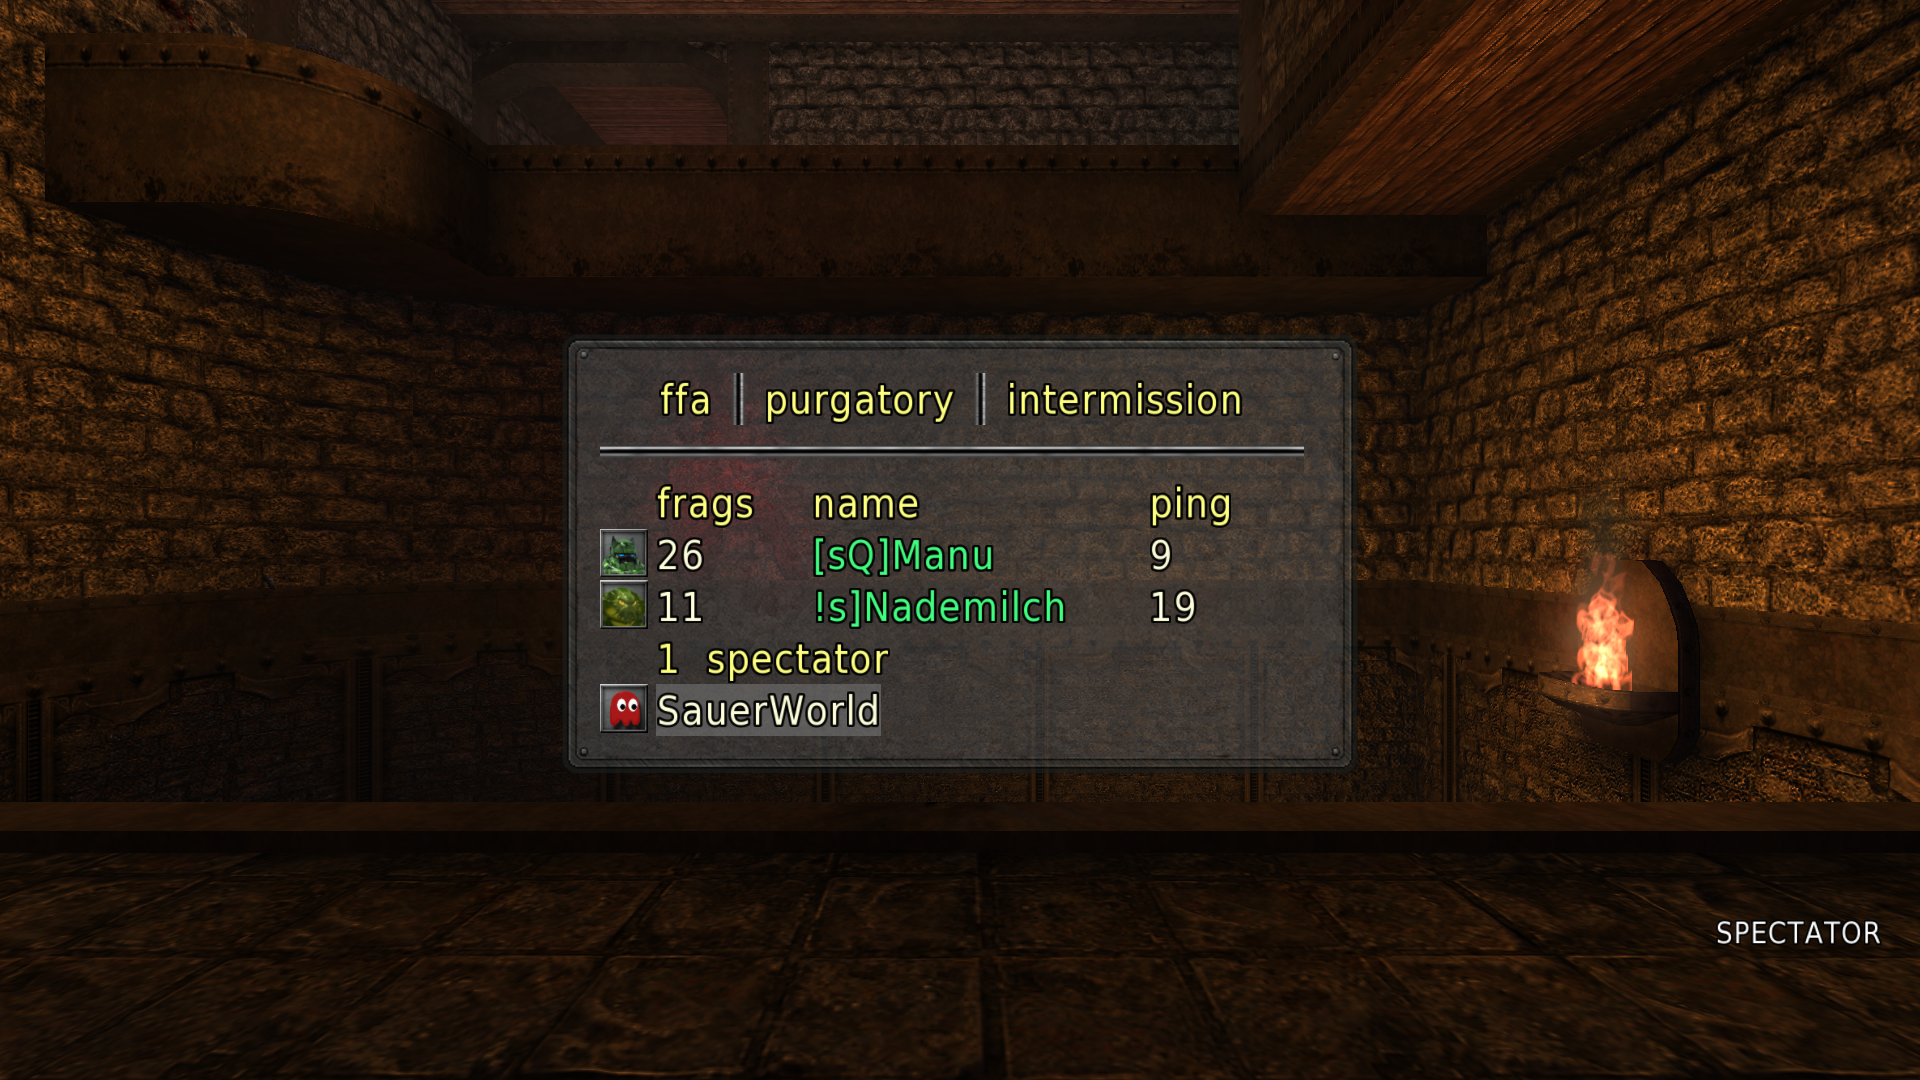 ffa purgatory intermission
frags name ping
26 [sQ]Manu 9
11 !s]Nademilch 19
1 spectator
SauerWorld
SPECTATOR